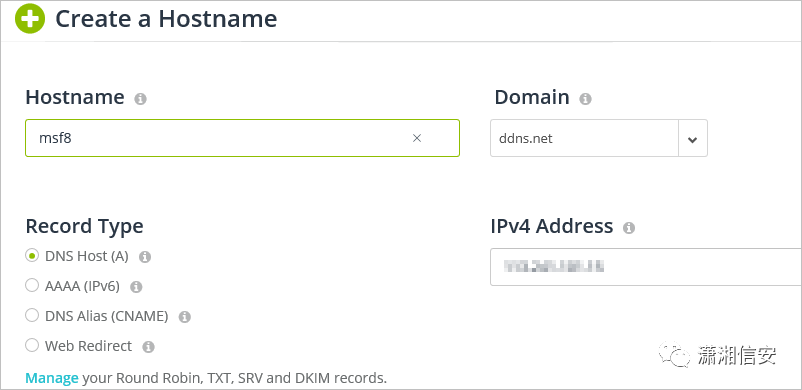 Create a Hostname
Hostname
Domain
msf8
ddns.net
Record Type
IPv4 Address
DNS Host (A)
AAAA (IPv6)
DNS Alias (CNAME)
Web Redirect
潇湘信安
Manage your Round Robin, TXT, SRV and DKIM records.